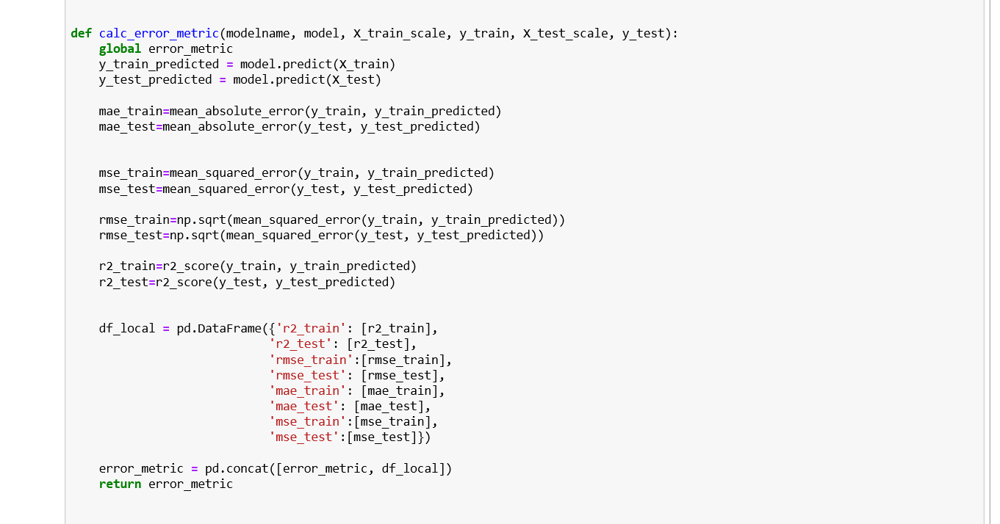 def calc_error_metric(modelname, model, X_train_scale, y_train, X_test_scale, y_test):
    global error_metric
    y_train_predicted = model.predict(X_train)
    y_test_predicted = model.predict(X_test)
    mae_train=mean_absolute_error(y_train, y_train_predicted)
    mae_test=mean_absolute_error(y_test, y_test_predicted)
    mse_train=mean_squared_error(y_train, y_train_predicted)
    mse_test=mean_squared_error(y_test, y_test_predicted)
    rmse_train=np.sqrt(mean_squared_error(y_train, y_train_predicted))
    rmse_test=np.sqrt(mean_squared_error(y_test, y_test_predicted))
    r2_train=r2_score(y_train, y_train_predicted)
    r2_test=r2_score(y_test, y_test_predicted)
    df_local = pd.DataFrame({'r2_train': [r2_train],
                            'r2_test': [r2_test],
                            'rmse_train':[rmse_train],
                            'rmse_test': [rmse_test],
                            'mae_train': [mae_train],
                            'mae_test': [mae_test],
                            'mse_train':[mse_train],
                            'mse_test':[mse_test]})
    error_metric = pd.concat([error_metric, df_local])
    return error_metric